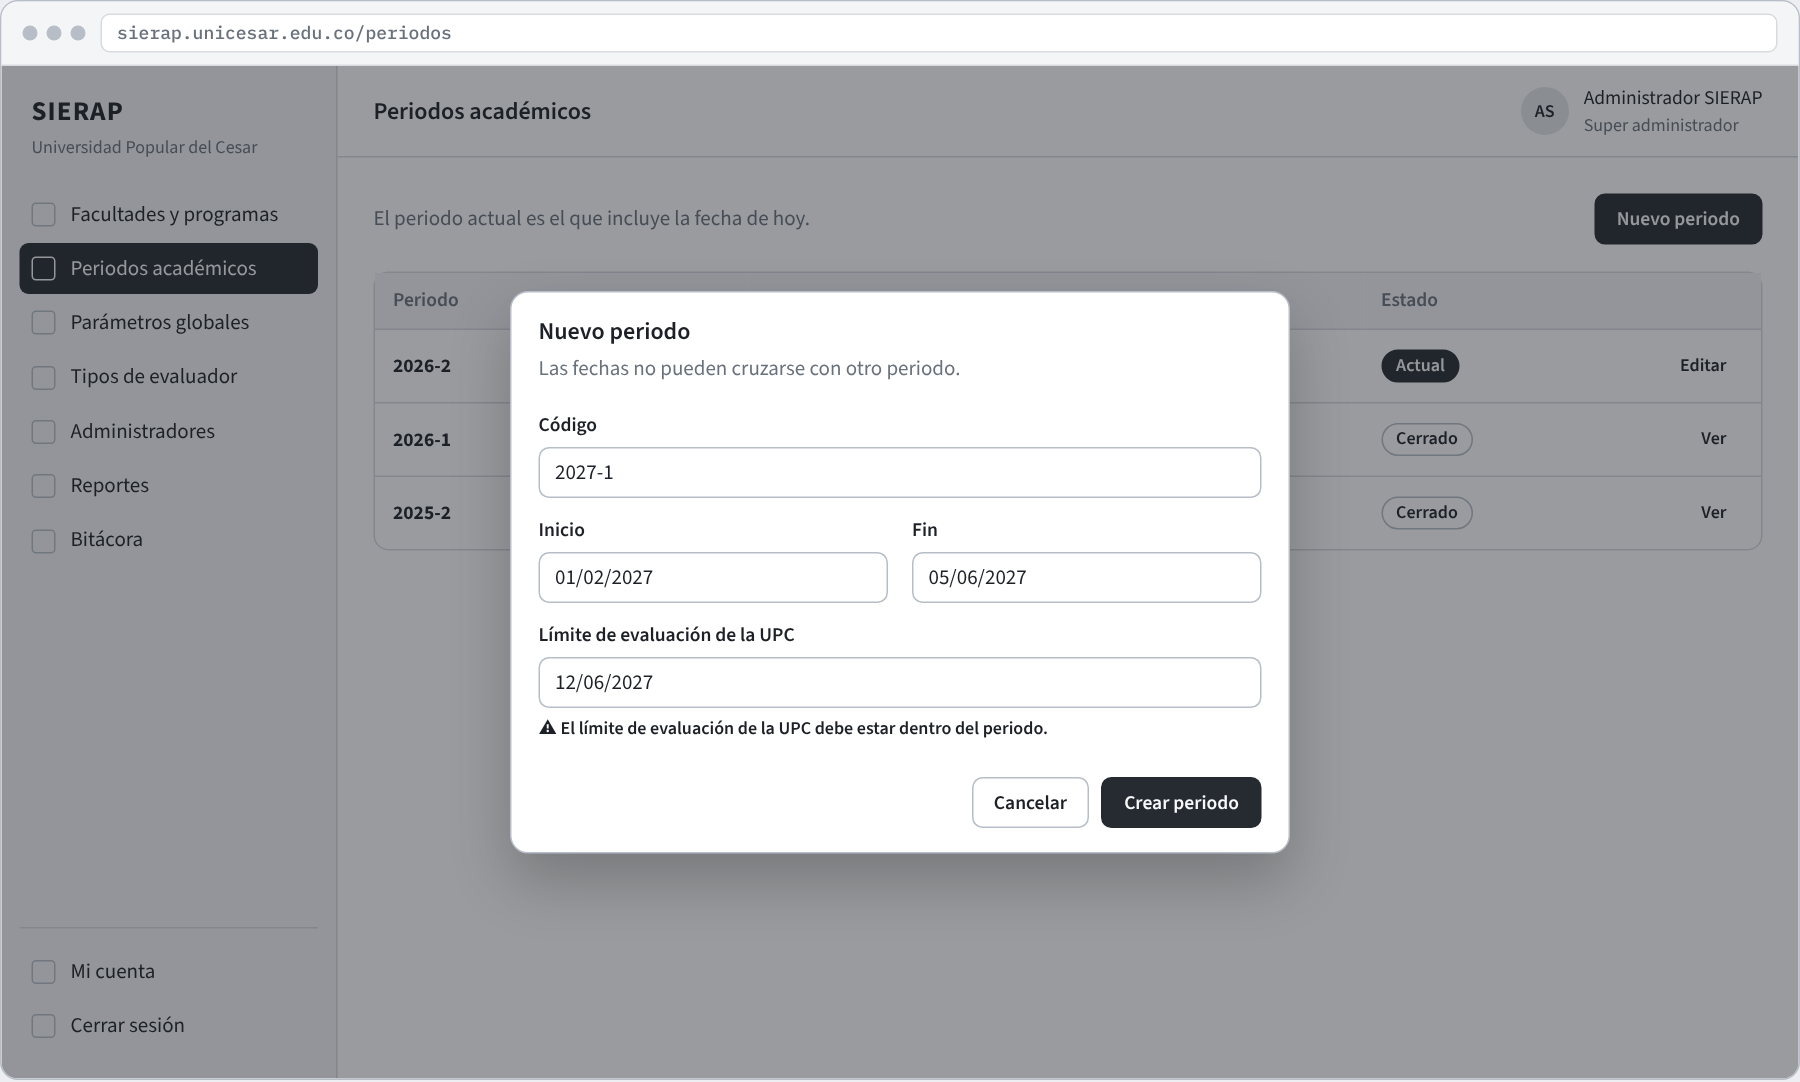 sierap.unicesar.edu.co/periodos
SIERAP
Universidad Popular del Cesar
Facultades y programas
Periodos académicos
Parámetros globales
Tipos de evaluador
Administradores
Reportes
Bitácora
Mi cuenta
Cerrar sesión
Periodos académicos
AS
Administrador SIERAP
Super administrador
El periodo actual es el que incluye la fecha de hoy.
Nuevo periodo
Periodo Estado
2026-2 Actual Editar
2026-1 Cerrado Ver
2025-2 Cerrado Ver
Nuevo periodo
Las fechas no pueden cruzarse con otro periodo.
Código
2027-1
Inicio Fin
01/02/2027 05/06/2027
Límite de evaluación de la UPC
12/06/2027
⚠ El límite de evaluación de la UPC debe estar dentro del periodo.
Cancelar Crear periodo